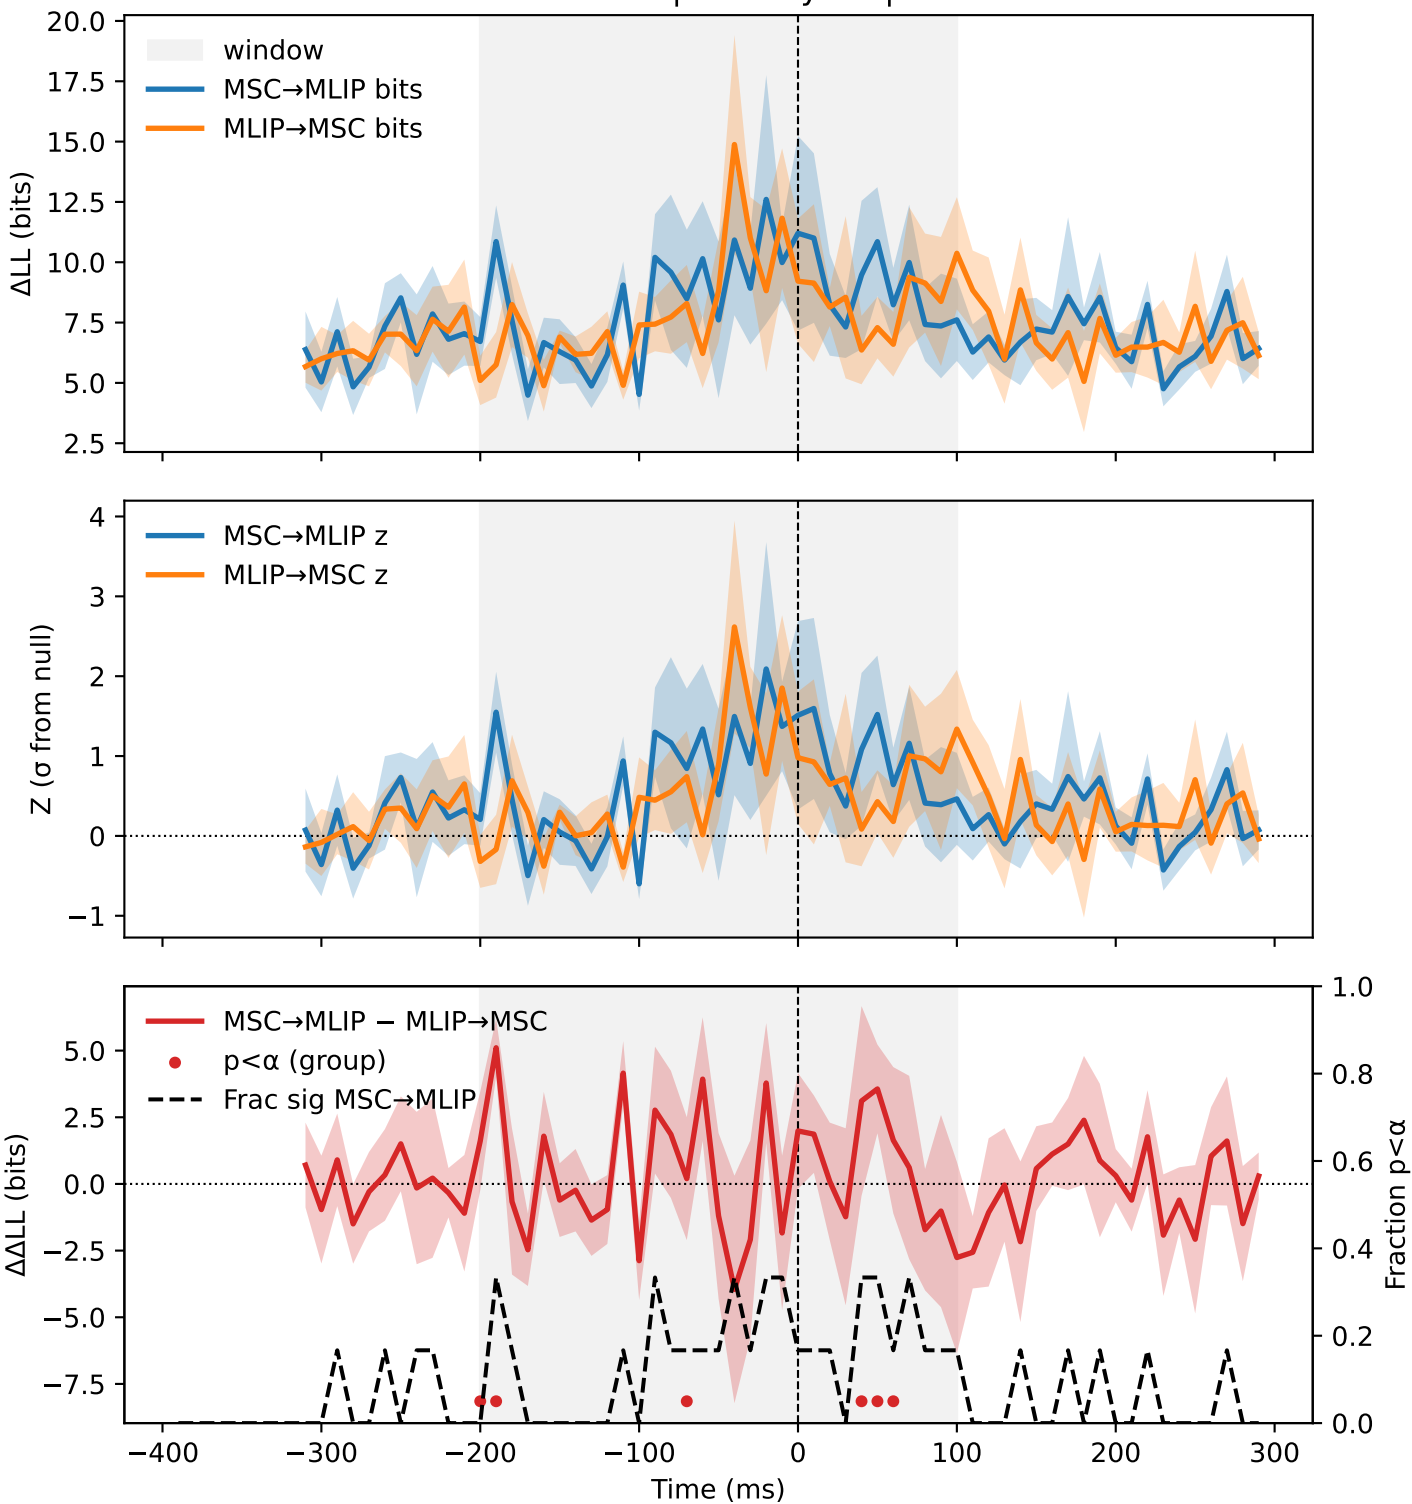 20.0
17.5
15.0
12.5
10.0
7.5
5.0
2.5
ΔLL (bits)
window
MSC→MLIP bits
MLIP→MSC bits
4
3
2
1
0
−1
Z (σ from null)
MSC→MLIP z
MLIP→MSC z
5.0
2.5
0.0
−2.5
−5.0
−7.5
ΔΔLL (bits)
MSC→MLIP − MLIP→MSC
p<α (group)
Frac sig MSC→MLIP
1.0
0.8
0.6
0.4
0.2
0.0
Fraction p<α
−400 −300 −200 −100 0 100 200 300
Time (ms)